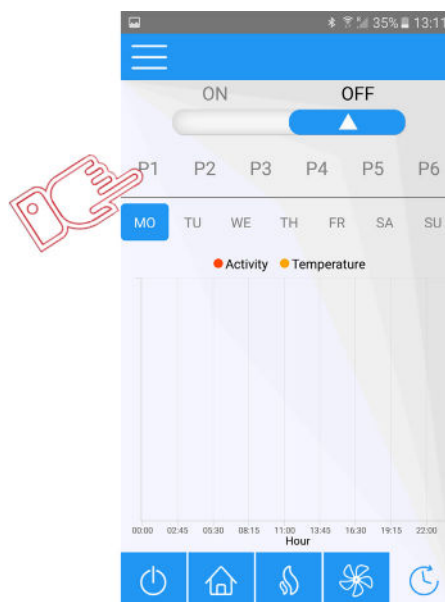 35% 13:11
ON OFF
P1 P2 P3 P4 P5 P6
MO TU WE TH FR SA SU
Activity Temperature
00:00 02:45 05:30 08:15 11:00 13:45 16:30 19:15 22:00
Hour